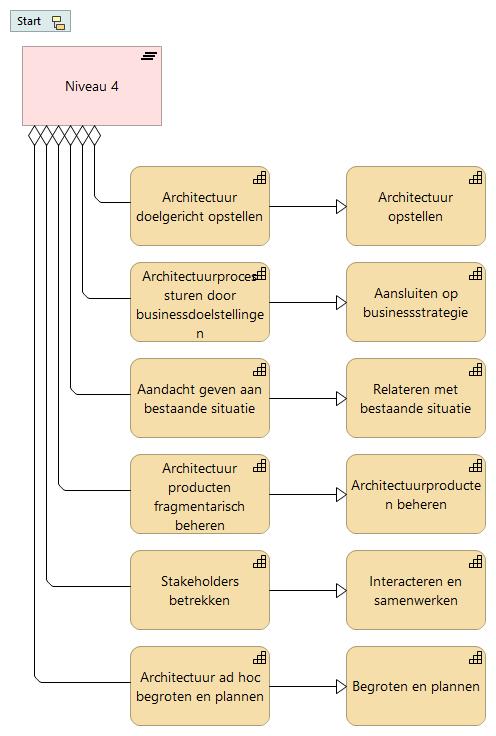 Start
Niveau 4
Architectuur
doelgericht opstellen
Architectuur
opstellen
Architectuurproces
sturen door
businessdoelstellinge
n
Aansluiten op
businessstrategie
Aandacht geven aan
bestaande situatie
Relateren met
bestaande situatie
Architectuur
producten
fragmentarisch
beheren
Architectuurproducte
n beheren
Stakeholders
betrekken
Interacteren en
samenwerken
Architectuur ad hoc
begroten en plannen
Begroten en plannen